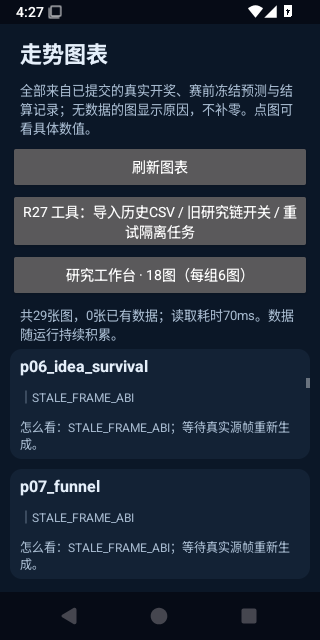 4:27
走势图表
全部来自已提交的真实开奖、赛前冻结预测与结
算记录；无数据的图显示原因，不补零。点图可
看具体数值。
刷新图表
R27 工具：导入历史CSV / 旧研究链开关 / 重
试隔离任务
研究工作台 · 18图（每组6图）
共29张图，0张已有数据；读取耗时70ms。数据
随运行持续积累。
p06_idea_survival
STALE_FRAME_ABI
怎么看：STALE_FRAME_ABI；等待真实源帧重新生
成。
p07_funnel
STALE_FRAME_ABI
怎么看：STALE_FRAME_ABI；等待真实源帧重新生
成。